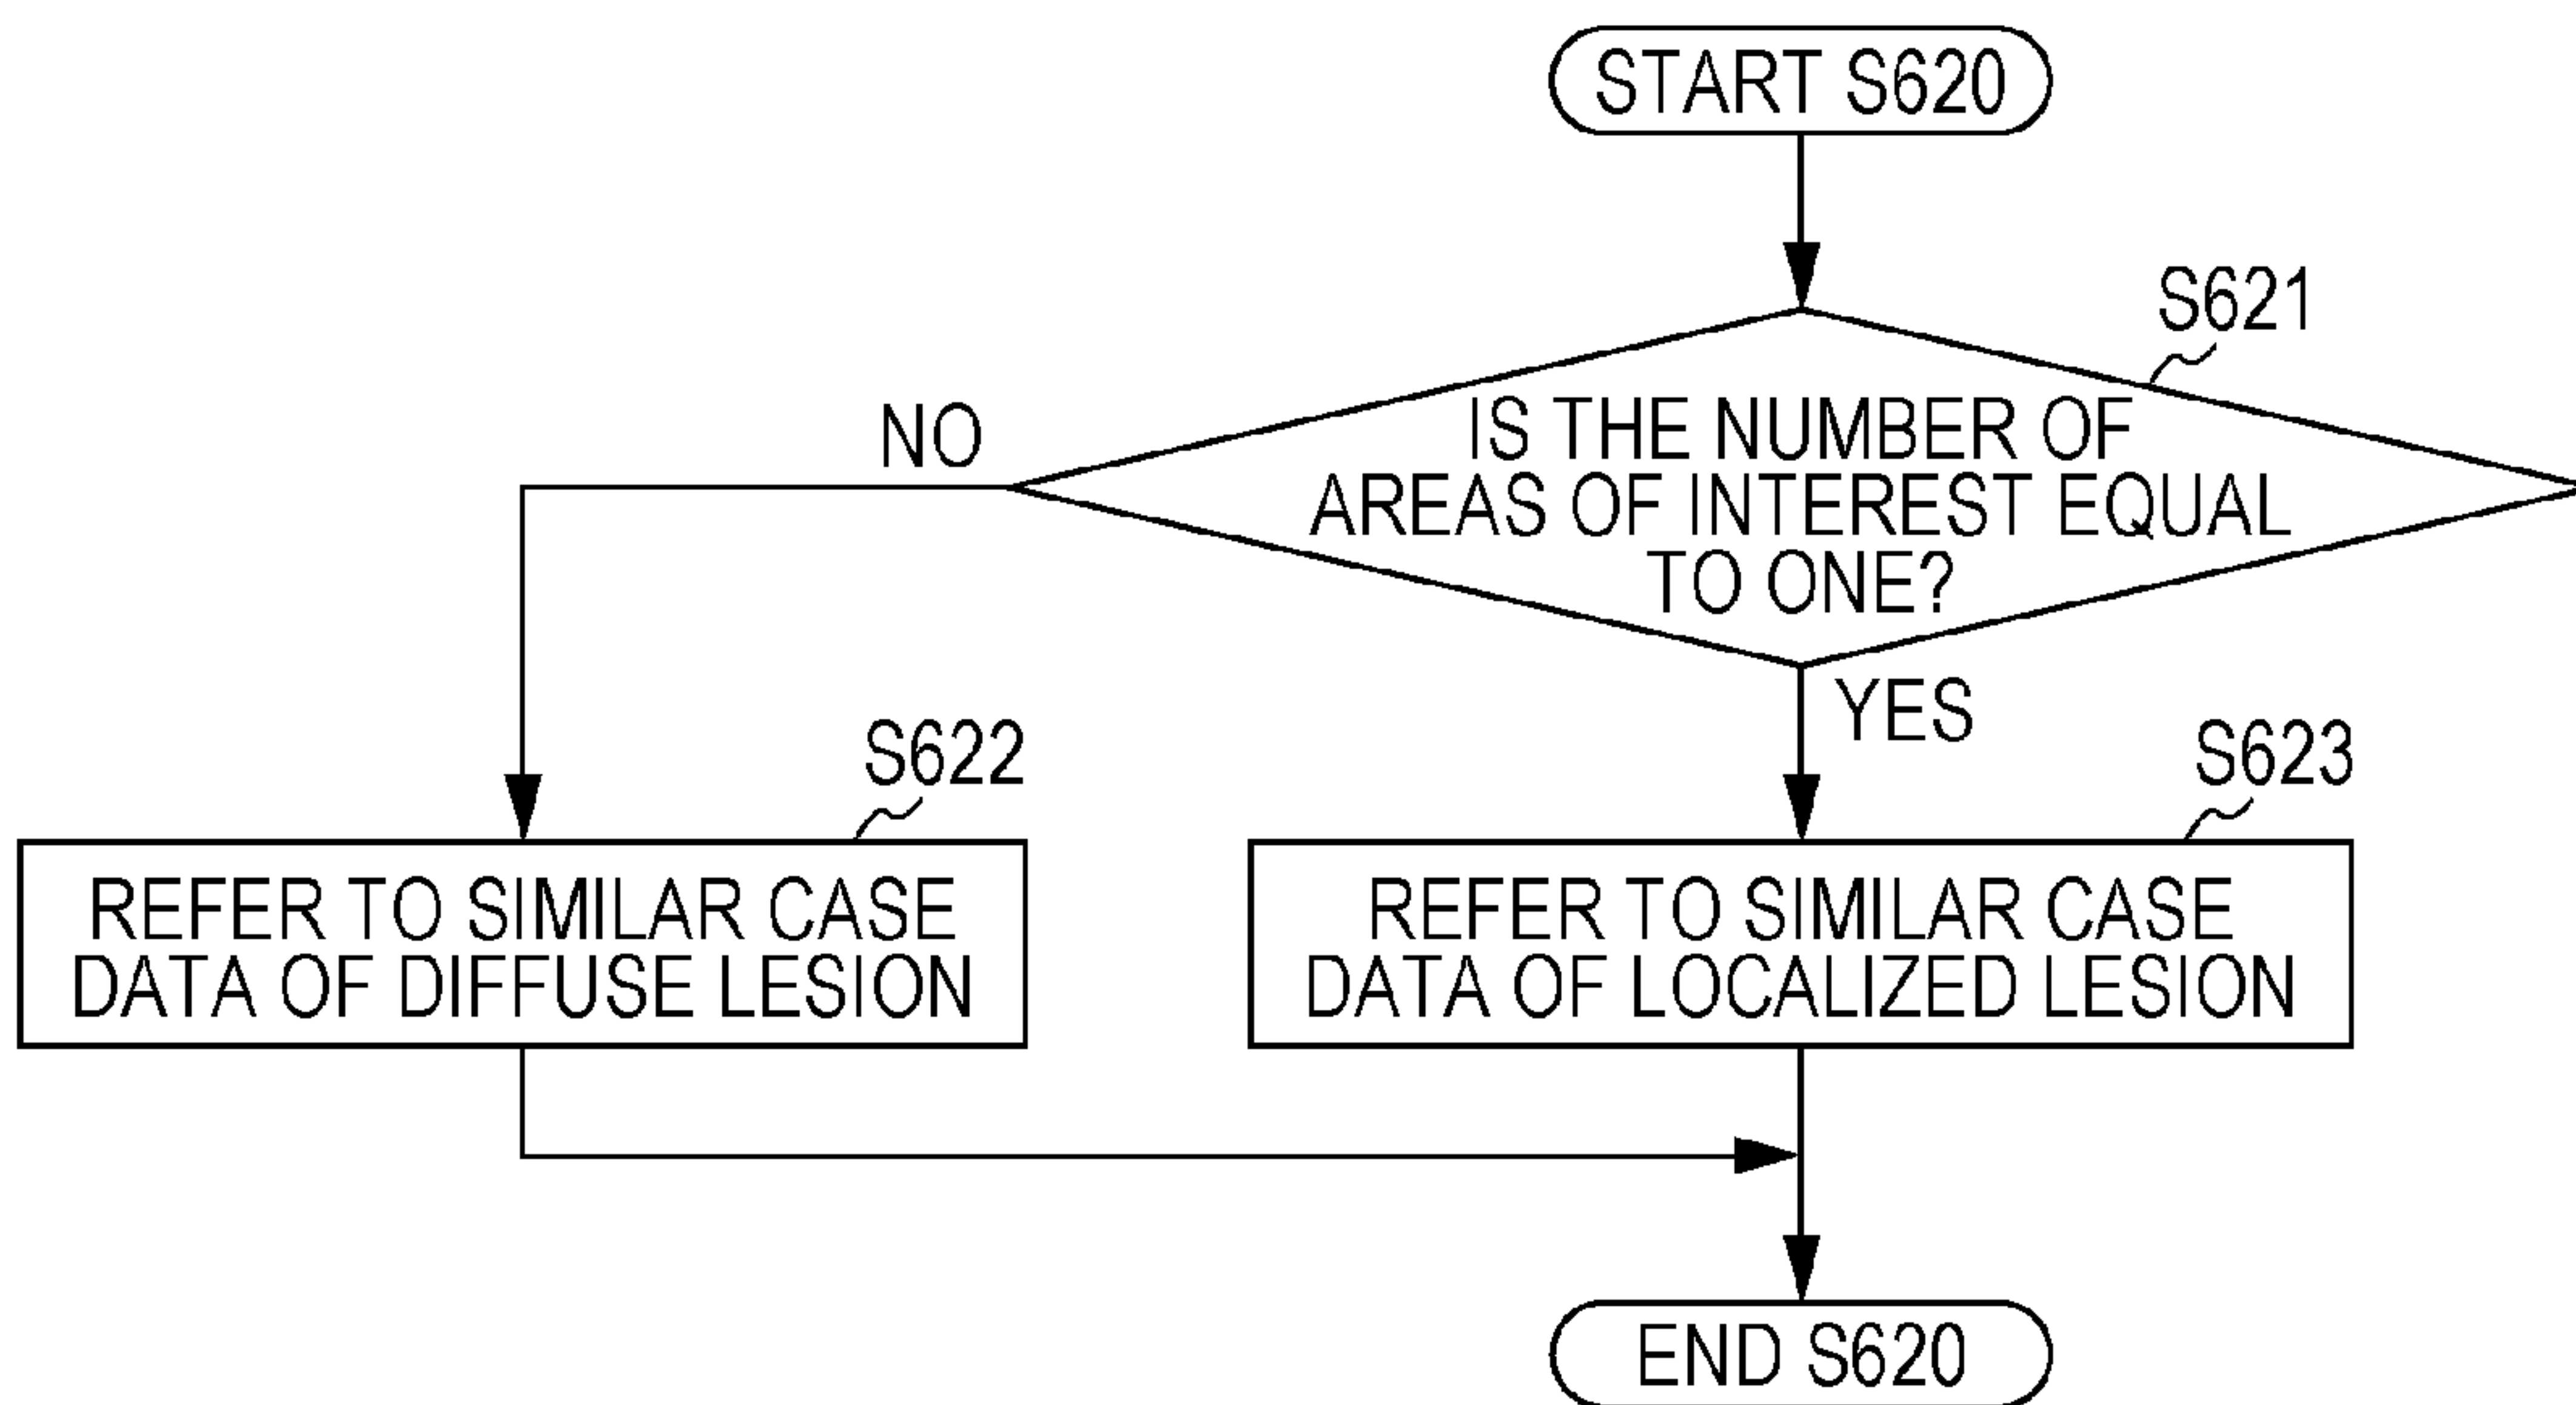 START S620
S621
IS THE NUMBER OF
AREAS OF INTEREST EQUAL
TO ONE?
NO
YES
S622
REFER TO SIMILAR CASE
DATA OF DIFFUSE LESION
S623
REFER TO SIMILAR CASE
DATA OF LOCALIZED LESION
END S620